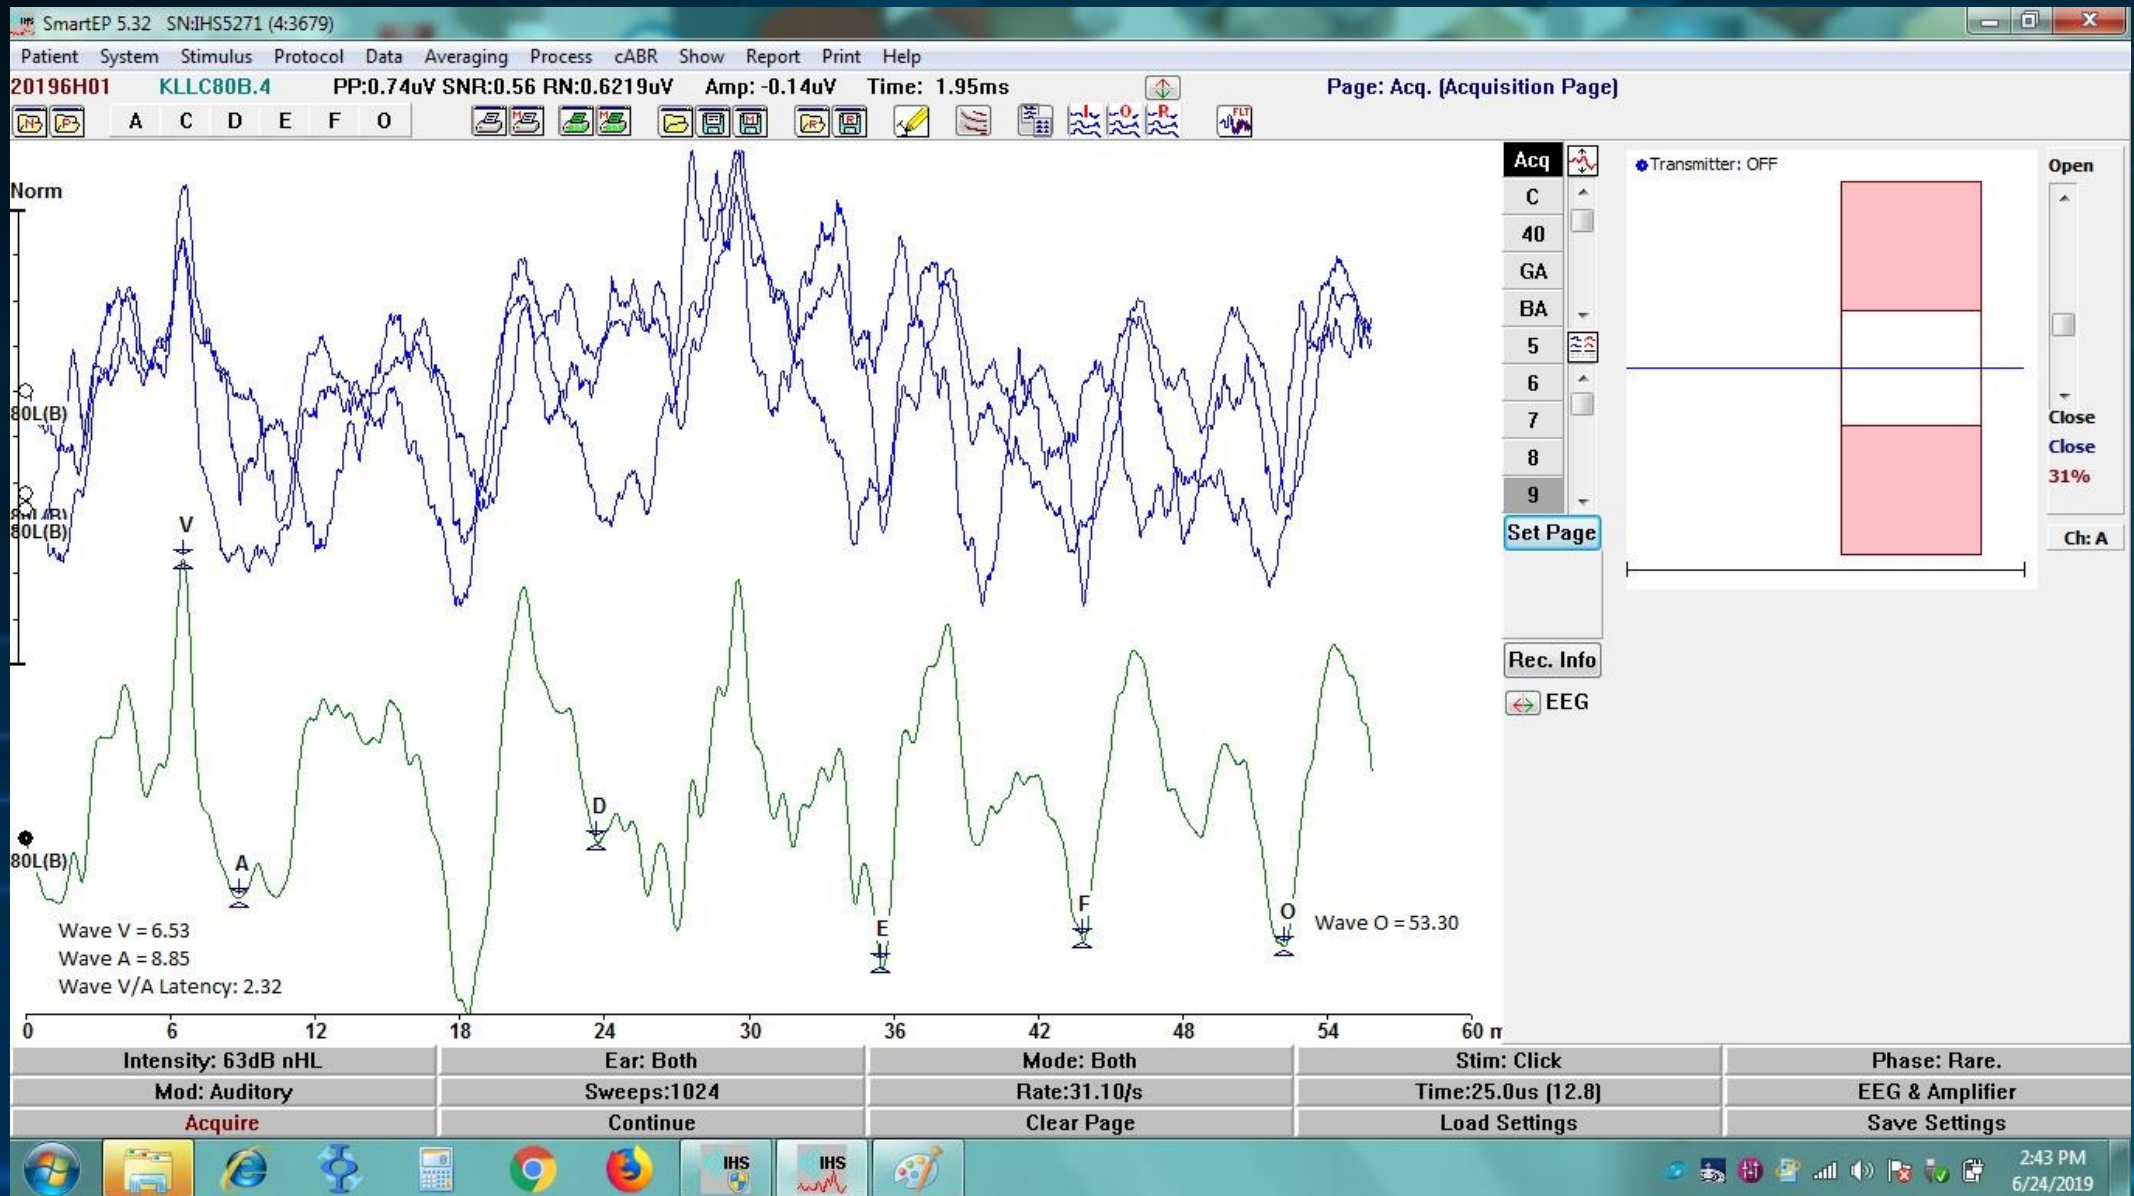 SmartEP 5.32 SN:IHS5271 (4:3679)
Patient System Stimulus Protocol Data Averaging Process cABR Show Report Print Help
20196H01 KLLC80B.4 PP:0.74uV SNR:0.56 RN:0.6219uV Amp: -0.14uV Time: 1.95ms Page: Acq. (Acquisition Page)
A C D E F O
Norm
80L(B)
80L(B)
V
D
80L(B)
A
F
O
E
Wave O = 53.30
Wave V = 6.53
Wave A = 8.85
Wave V/A Latency: 2.32
0 6 12 18 24 30 36 42 48 54 60 m
Acq
C
40
GA
BA
5
6
7
8
9
Set Page
Rec. Info
EEG
Transmitter: OFF
Open
Close
Close
31%
Ch: A
Intensity: 63dB nHL Ear: Both Mode: Both Stim: Click Phase: Rare.
Mod: Auditory Sweeps:1024 Rate:31.10/s Time:25.0us (12.8) EEG & Amplifier
Acquire Continue Clear Page Load Settings Save Settings
IHS IHS
2:43 PM
6/24/2019